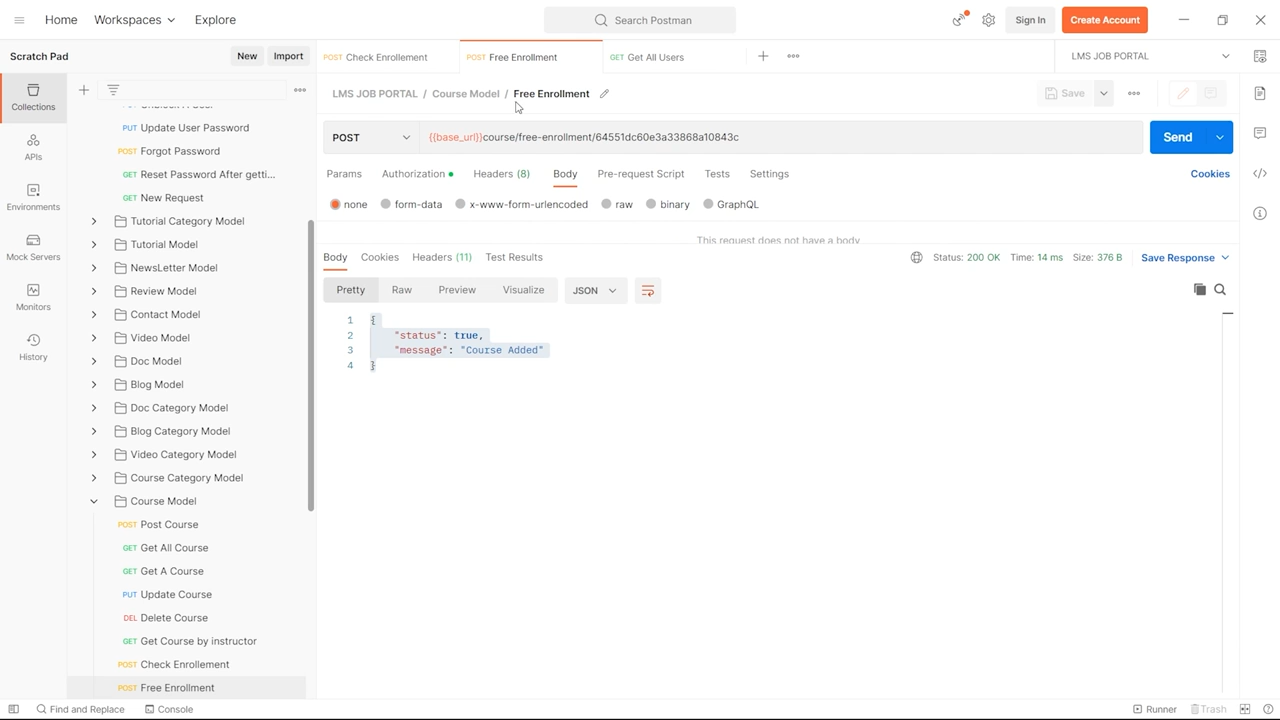 Home
Workspaces
Explore
Search Postman
Sign In
Create Account
Scratch Pad
New
Import
POST Check Enrollement
POST Free Enrollment
GET Get All Users
LMS JOB PORTAL
Collections
APIs
Environments
Mock Servers
Monitors
History
PUT Update User Password
POST Forgot Password
GET Reset Password After getti...
GET New Request
Tutorial Category Model
Tutorial Model
NewsLetter Model
Review Model
Contact Model
Video Model
Doc Model
Blog Model
Doc Category Model
Blog Category Model
Video Category Model
Course Category Model
Course Model
POST Post Course
GET Get All Course
GET Get A Course
PUT Update Course
DEL Delete Course
GET Get Course by instructor
POST Check Enrollement
POST Free Enrollment
LMS JOB PORTAL / Course Model / Free Enrollment
Save
POST
{{base_url}}course/free-enrollment/64551dc60e3a33868a10843c
Send
Params
Authorization
Headers (8)
Body
Pre-request Script
Tests
Settings
Cookies
none
form-data
x-www-form-urlencoded
raw
binary
GraphQL
This request does not have a body
Body
Cookies
Headers (11)
Test Results
Status: 200 OK
Time: 14 ms
Size: 376 B
Save Response
Pretty
Raw
Preview
Visualize
JSON
1 {
2 "status": true,
3 "message": "Course Added"
4 }
Find and Replace
Console
Runner
Trash